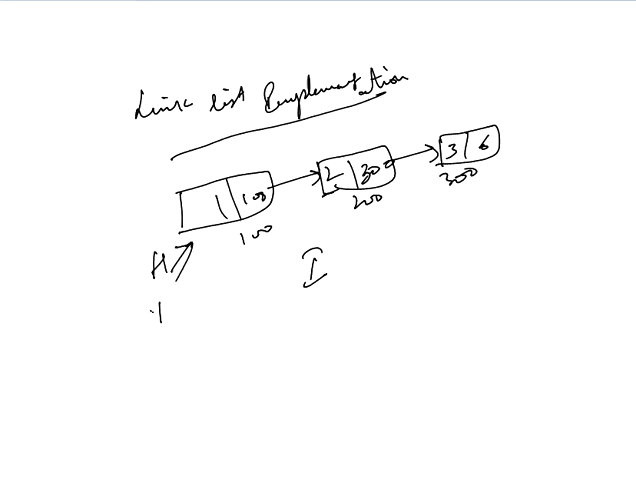 Link list Implementation
1 100 2 300 3 6
100 200 300
H
I